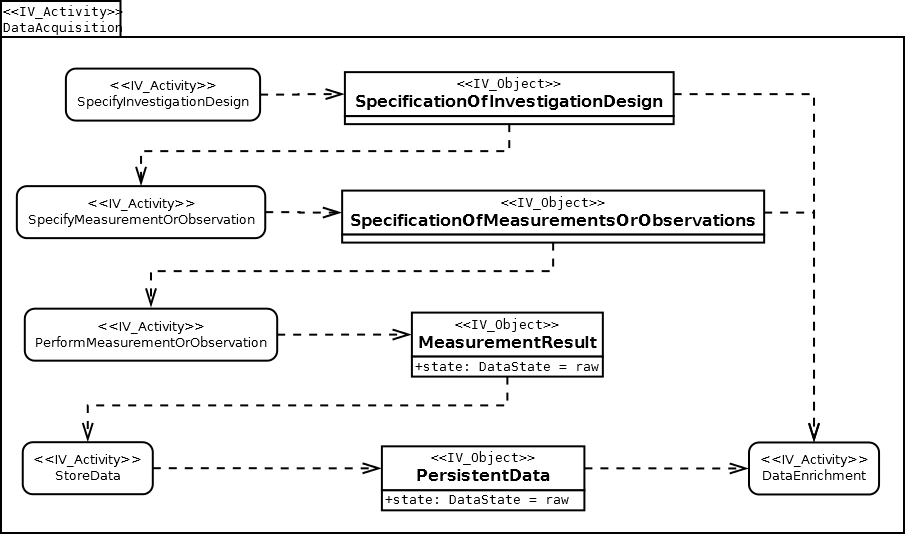 <<IV_Activity>>
DataAcquisition
<<IV_Activity>>
SpecifyInvestigationDesign
<<IV_Object>>
SpecificationOfInvestigationDesign
<<IV_Activity>>
SpecifyMeasurementOrObservation
<<IV_Object>>
SpecificationOfMeasurementsOrObservations
<<IV_Activity>>
PerformMeasurementOrObservation
<<IV_Object>>
MeasurementResult
+state: DataState = raw
<<IV_Activity>>
StoreData
<<IV_Object>>
PersistentData
+state: DataState = raw
<<IV_Activity>>
DataEnrichment